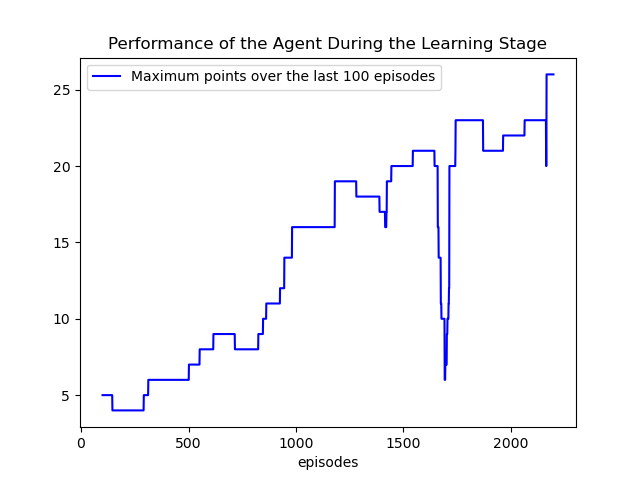 Performance of the Agent During the Learning Stage
Maximum points over the last 100 episodes
25
20
15
10
5
0 500 1000 1500 2000
episodes